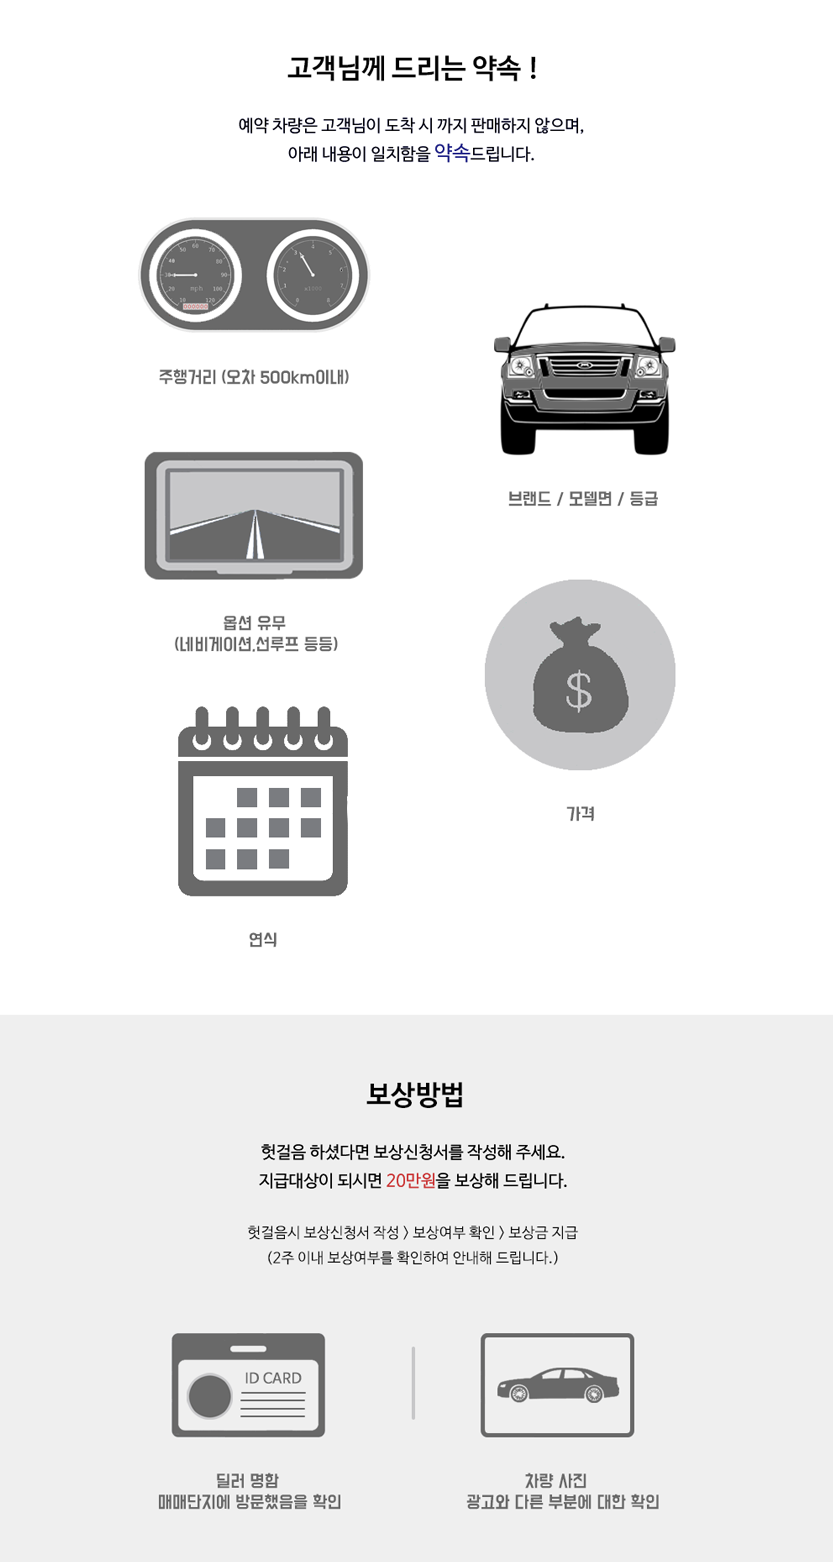 고객님께 드리는 약속 !
예약 차량은 고객님이 도착 시 까지 판매하지 않으며,
아래 내용이 일치함을 약속드립니다.
주행거리 (오차 500km이내)
브랜드 / 모델면 / 등급
옵션 유무
(네비게이션,선루프 등등)
$
가격
연식
보상방법
헛걸음 하셨다면 보상신청서를 작성해 주세요.
지급대상이 되시면 20만원을 보상해 드립니다.
헛걸음시 보상신청서 작성 > 보상여부 확인 > 보상금 지급
(2주 이내 보상여부를 확인하여 안내해 드립니다.)
ID CARD
딜러 명함
매매단지에 방문했음을 확인
차량 사진
광고와 다른 부분에 대한 확인